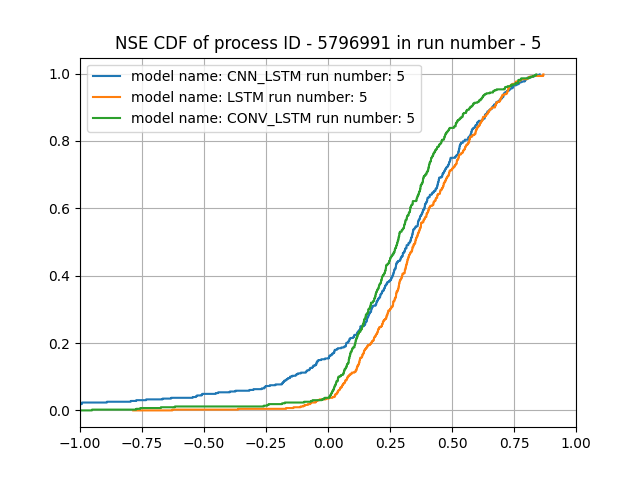 NSE CDF of process ID - 5796991 in run number - 5
model name: CNN_LSTM run number: 5
model name: LSTM run number: 5
model name: CONV_LSTM run number: 5
1.0
0.8
0.6
0.4
0.2
0.0
−1.00 −0.75 −0.50 −0.25 0.00 0.25 0.50 0.75 1.00